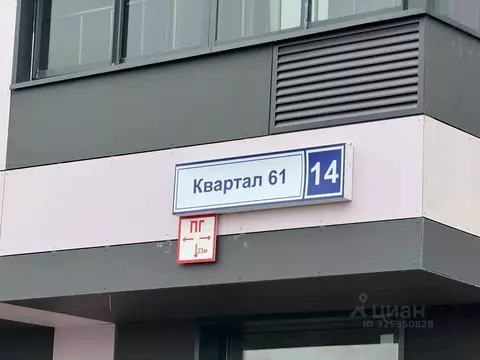 Квартал 61 14
ПГ
23м
циан
ID 325950828